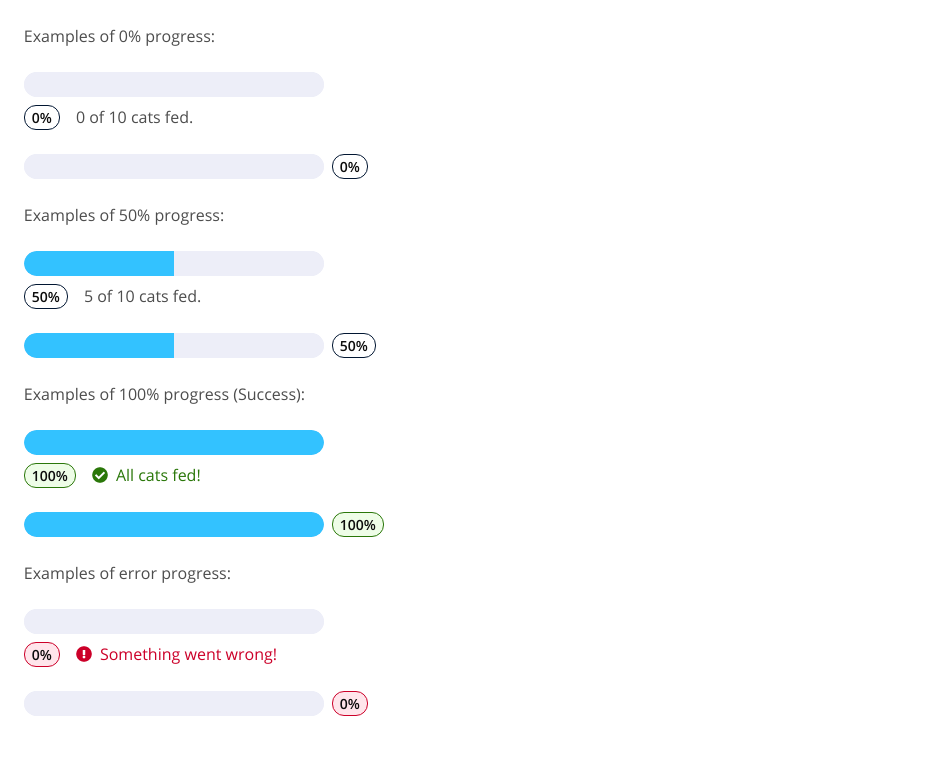 Examples of 0% progress:
0% 0 of 10 cats fed.
0%
Examples of 50% progress:
50% 5 of 10 cats fed.
50%
Examples of 100% progress (Success):
100% All cats fed!
100%
Examples of error progress:
0% Something went wrong!
0%